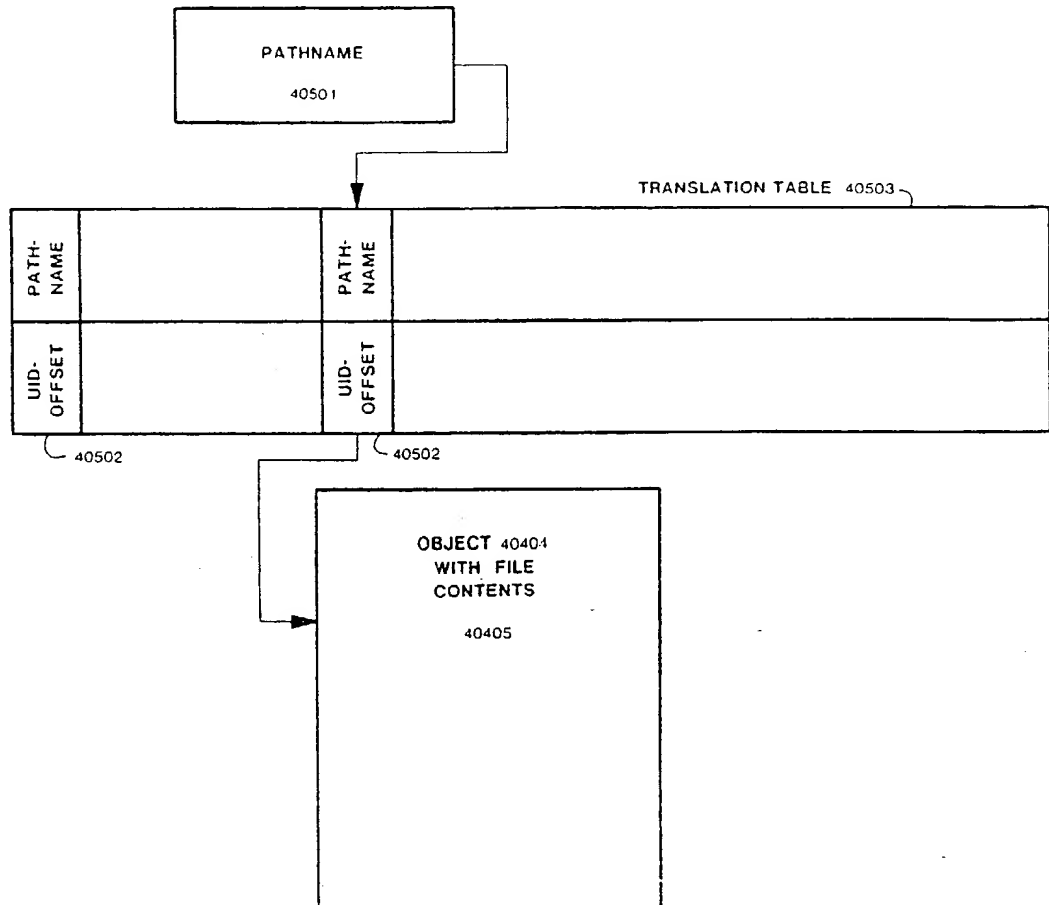 PATHNAME
40501
TRANSLATION TABLE 40503
PATH-
NAME
PATH-
NAME
UID-
OFFSET
UID-
OFFSET
40502
40502
OBJECT 40404
WITH FILE
CONTENTS
40405